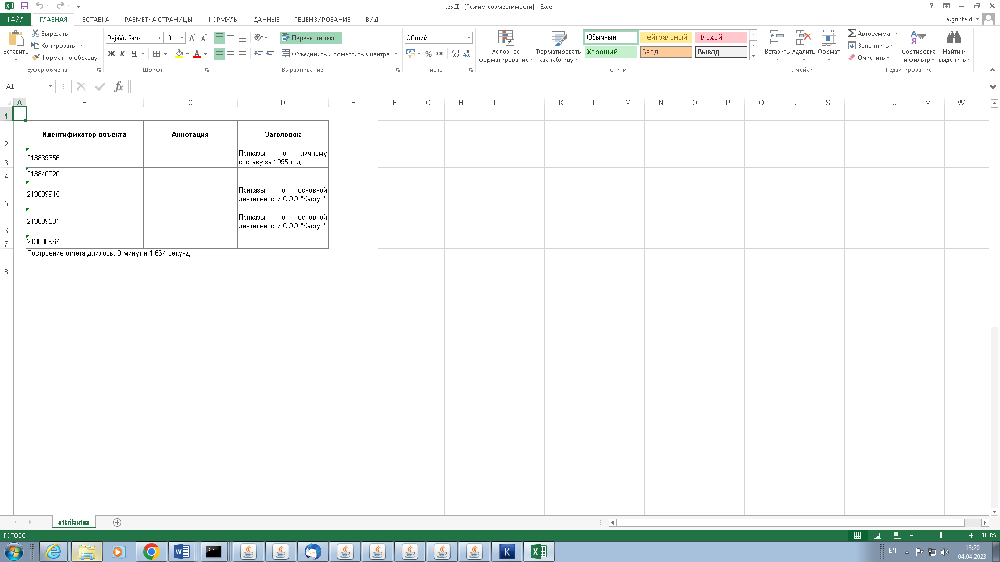 testID  [Режим совместимости] - Excel
?
ФАЙЛ ГЛАВНАЯ ВСТАВКА РАЗМЕТКА СТРАНИЦЫ ФОРМУЛЫ ДАННЫЕ РЕЦЕНЗИРОВАНИЕ ВИД
a.grinfeld
Вставить
Вырезать
Копировать
Формат по образцу
Буфер обмена
DejaVu Sans 10
Ж К Ч
Шрифт
Перенести текст
Объединить и поместить в центре
Выравнивание
Общий
% 000
Число
Условное
форматирование
Форматировать
как таблицу
Обычный Нейтральный Плохой
Хороший Ввод Вывод
Стили
Вставить Удалить Формат
Ячейки
Автосумма
Заполнить
Очистить
Сортировка
и фильтр
Найти и
выделить
Редактирование
A1
fx
A B C D E F G H I J K L M N O P Q R S T U V W
1
2 Идентификатор объекта Аннотация Заголовок
3 213839656 Приказы по личному
составу за 1995 год
4 213840020
5 213839915 Приказы по основной
деятельности ООО "Кактус"
6 213839501 Приказы по основной
деятельности ООО "Кактус"
7 213838967
8 Построение отчета длилось: 0 минут и 1.664 секунд
attributes
ГОТОВО
100%
EN
13:20
04.04.2023